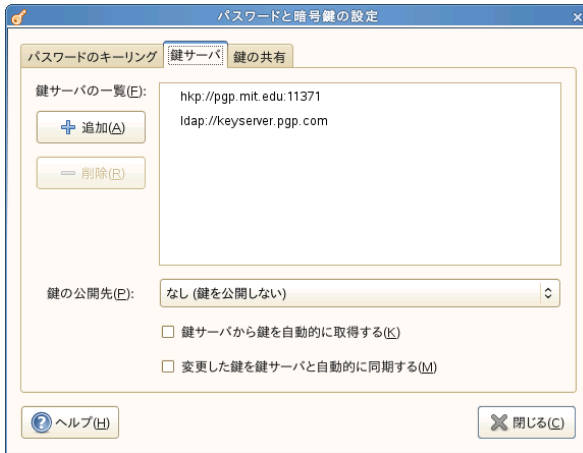 パスワードと暗号鍵の設定
パスワードのキーリング 鍵サーバ 鍵の共有
鍵サーバの一覧(F):
hkp://pgp.mit.edu:11371
ldap://keyserver.pgp.com
追加(A)
削除(R)
鍵の公開先(P): なし (鍵を公開しない)
鍵サーバから鍵を自動的に取得する(K)
変更した鍵を鍵サーバと自動的に同期する(M)
ヘルプ(H) 閉じる(C)